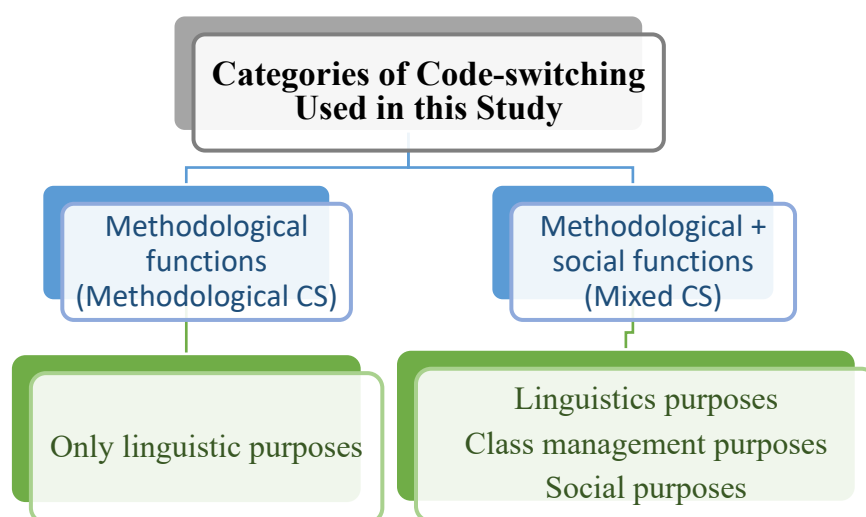 Categories of Code-switching
Used in this Study
Methodological
functions
(Methodological CS)
Methodological +
social functions
(Mixed CS)
Only linguistic purposes
Linguistics purposes
Class management purposes
Social purposes